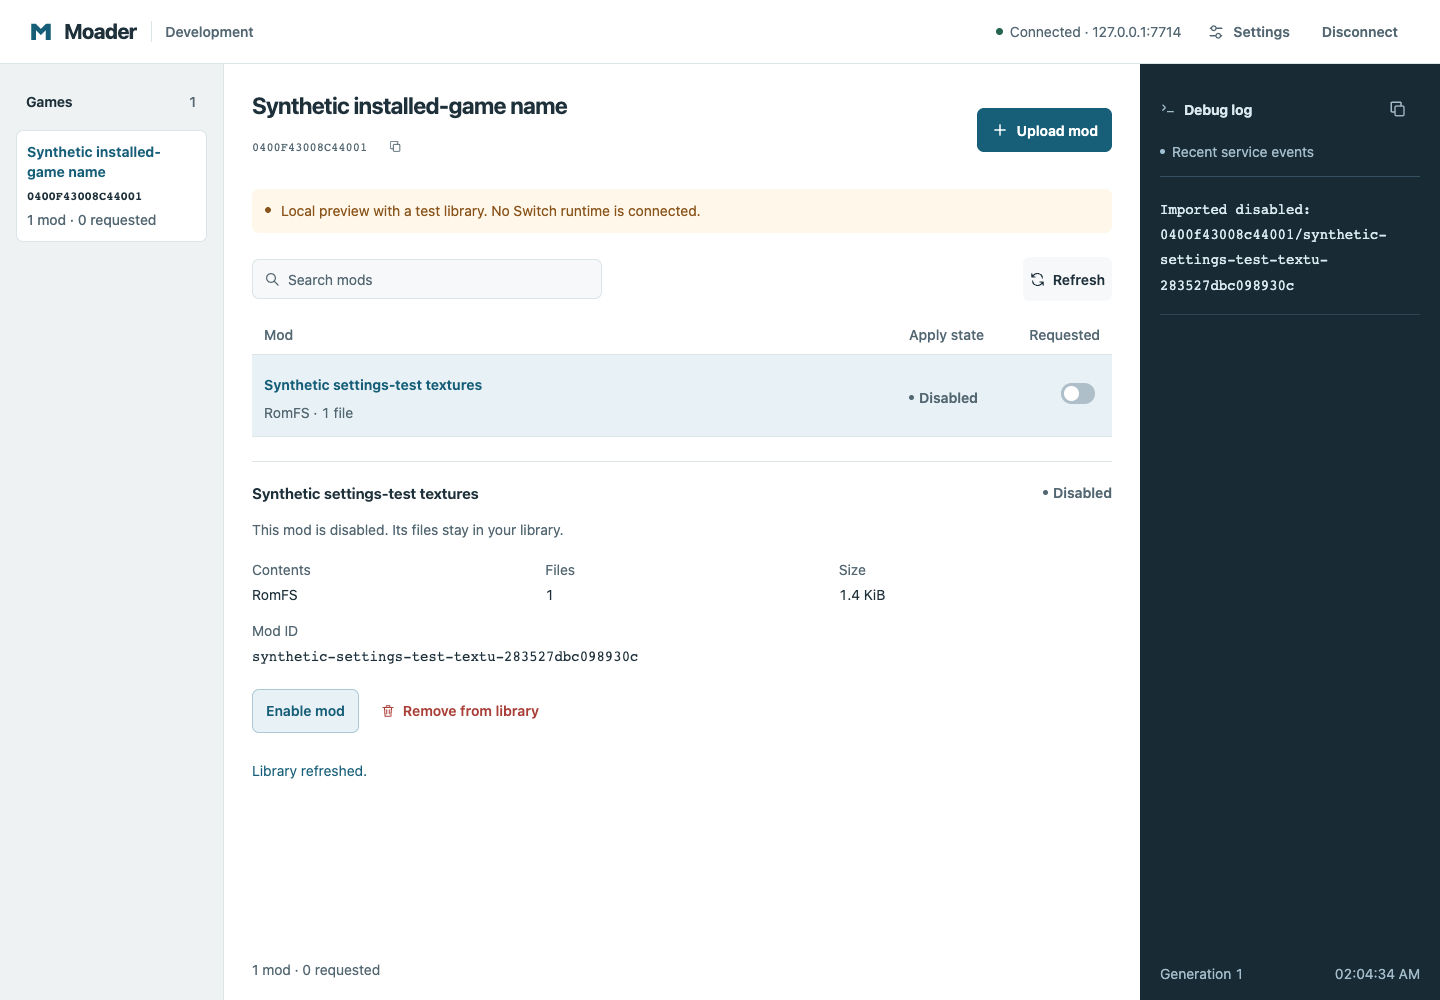 Moader
Development
Connected · 127.0.0.1:7714
Settings
Disconnect
Games
1
Synthetic installed-
game name
0400F43008C44001
1 mod · 0 requested
Synthetic installed-game name
0400F43008C44001
Upload mod
Local preview with a test library. No Switch runtime is connected.
Search mods
Refresh
Mod
Apply state
Requested
Synthetic settings-test textures
RomFS · 1 file
Disabled
Synthetic settings-test textures
Disabled
This mod is disabled. Its files stay in your library.
Contents
Files
Size
RomFS
1
1.4 KiB
Mod ID
synthetic-settings-test-textu-283527dbc098930c
Enable mod
Remove from library
Library refreshed.
1 mod · 0 requested
Debug log
Recent service events
Imported disabled:
0400f43008c44001/synthetic-
settings-test-textu-
283527dbc098930c
Generation 1
02:04:34 AM